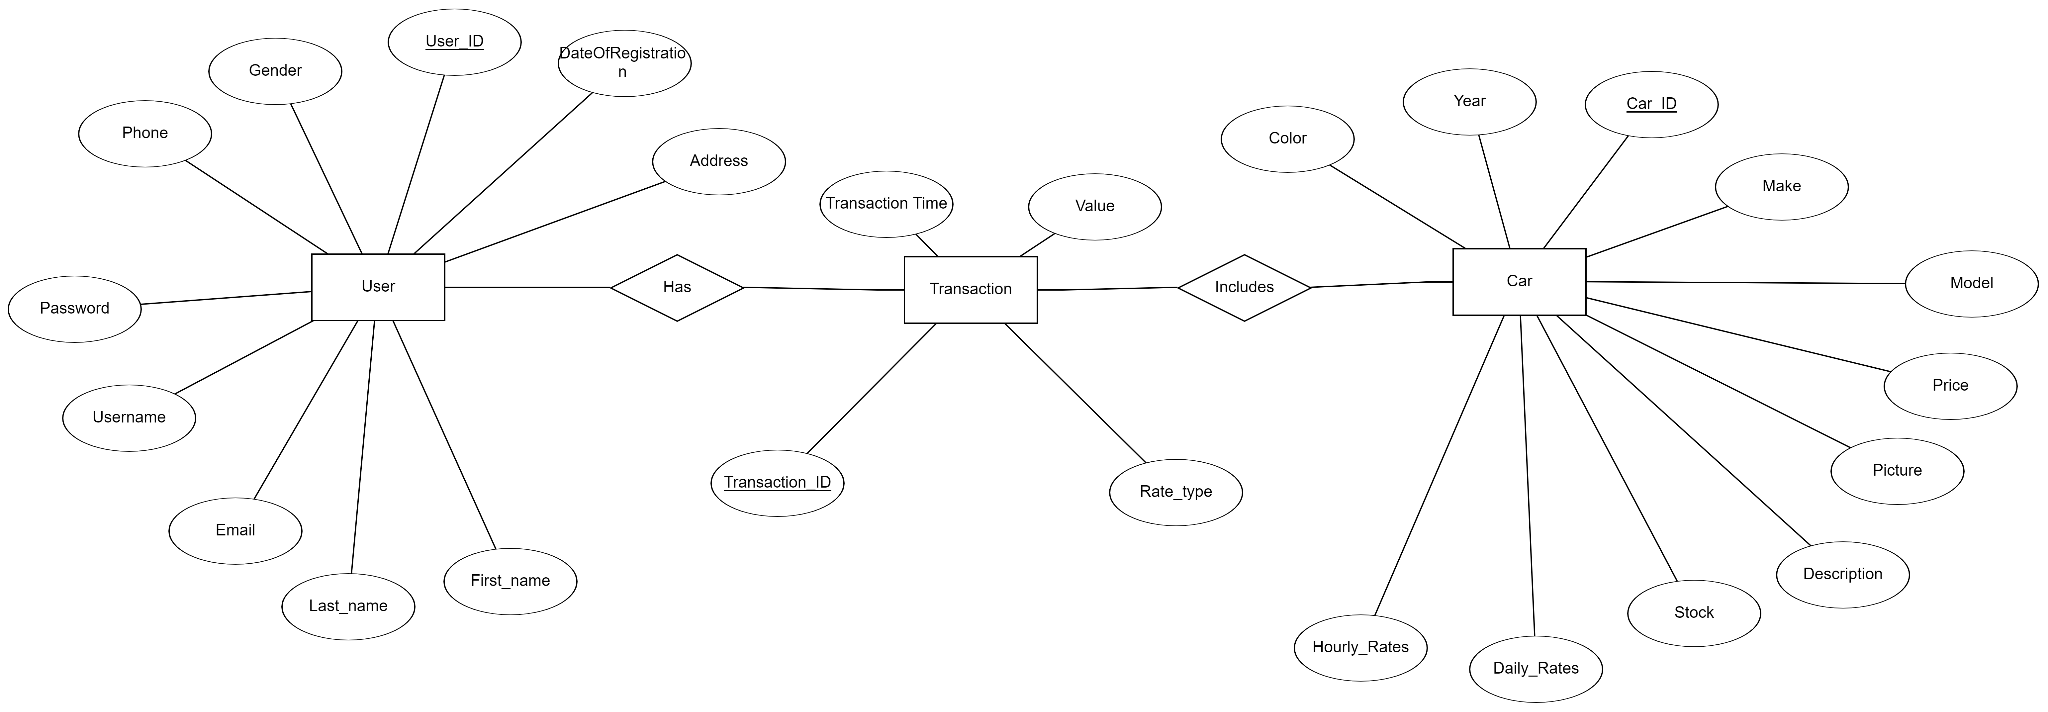 User_ID
DateOfRegistratio
n
Gender
Phone
Address
Year
Car_ID
Color
Make
Transaction Time
Value
User
Has
Transaction
Includes
Car
Model
Password
Username
Price
Picture
Transaction_ID
Rate_type
Email
Last_name
First_name
Description
Stock
Hourly_Rates
Daily_Rates